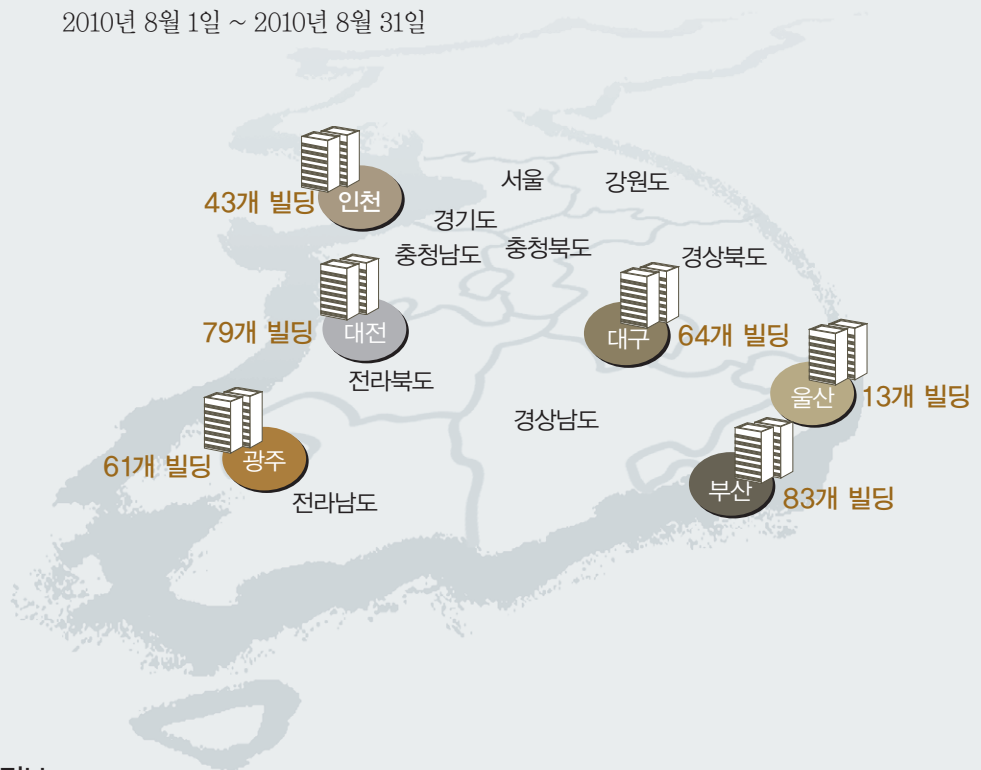 2010년 8월 1일 ~ 2010년 8월 31일
서울
강원도
43개 빌딩
인천
경기도
충청남도
충청북도
경상북도
79개 빌딩
대전
대구
64개 빌딩
전라북도
울산
13개 빌딩
경상남도
61개 빌딩
광주
부산
83개 빌딩
전라남도